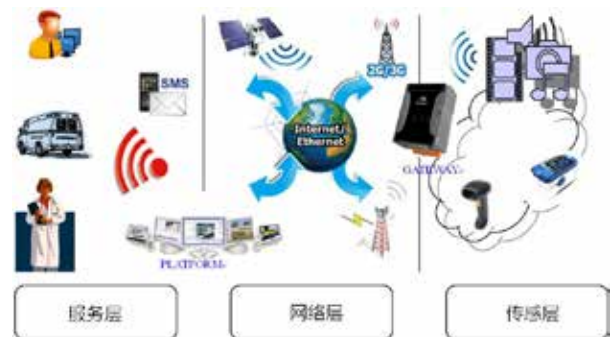 SMS
2G/3G
Internet/
Ethernet
GATEWAY
PLATFORM
服务层
网络层
传感层